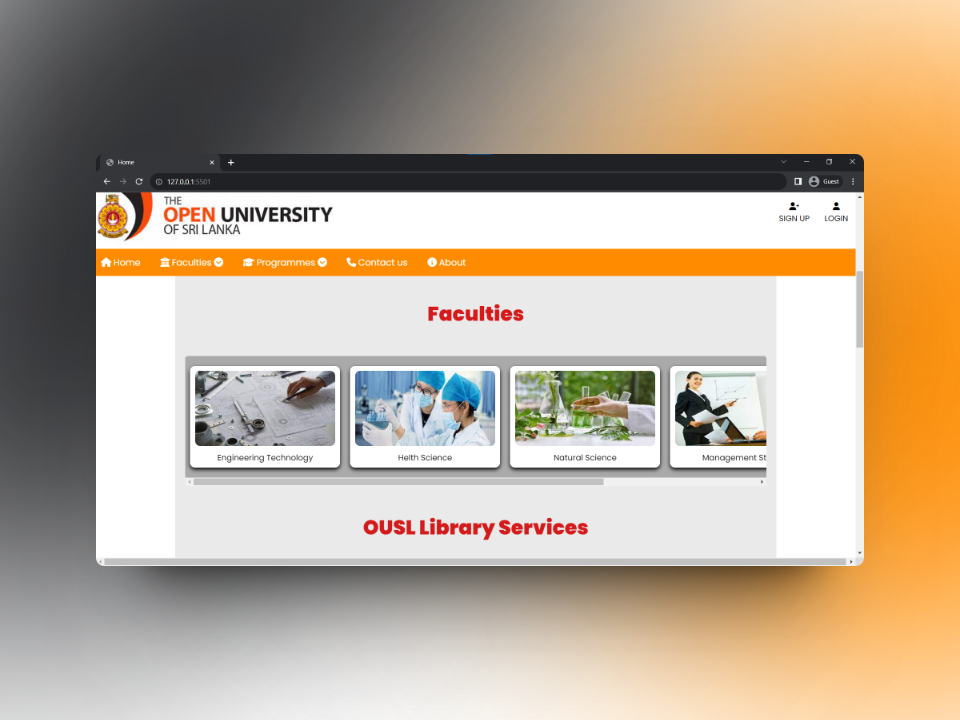 Home
127.0.0.1:5501
Guest
THE
OPEN UNIVERSITY
OF SRI LANKA
SIGN UP
LOGIN
Home Faculties Programmes Contact us About
Faculties
Engineering Technology
Helth Science
Natural Science
Management St
OUSL Library Services